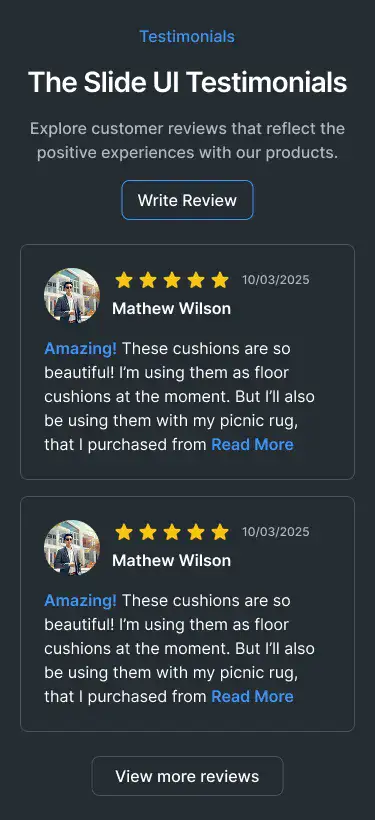 Testimonials
The Slide UI Testimonials
Explore customer reviews that reflect the
positive experiences with our products.
Write Review
10/03/2025
Mathew Wilson
Amazing! These cushions are so
beautiful! I’m using them as floor
cushions at the moment. But I’ll also
be using them with my picnic rug,
that I purchased from Read More
10/03/2025
Mathew Wilson
Amazing! These cushions are so
beautiful! I’m using them as floor
cushions at the moment. But I’ll also
be using them with my picnic rug,
that I purchased from Read More
View more reviews